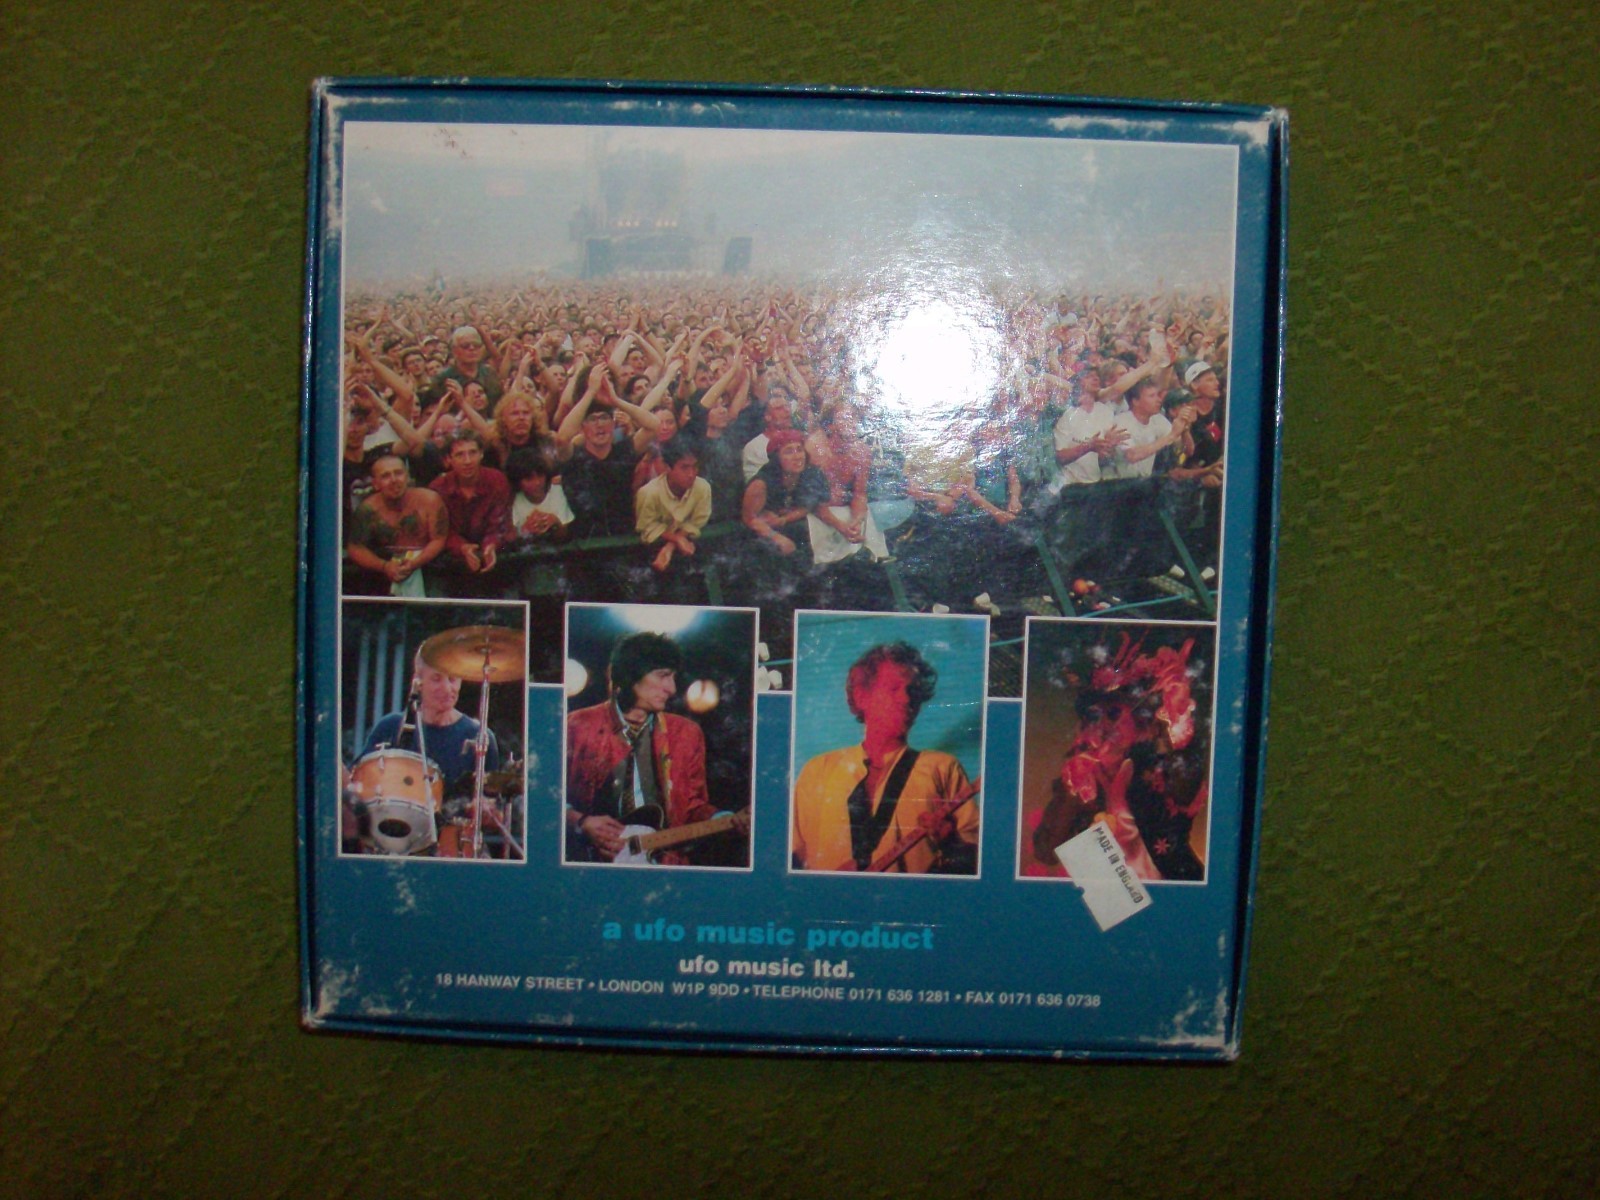 MADE IN ENGLAND
a ufo music product
ufo music ltd.
18 HANWAY STREET • LONDON W1P 9DD • TELEPHONE 0171 636 1281 • FAX 0171 636 0738